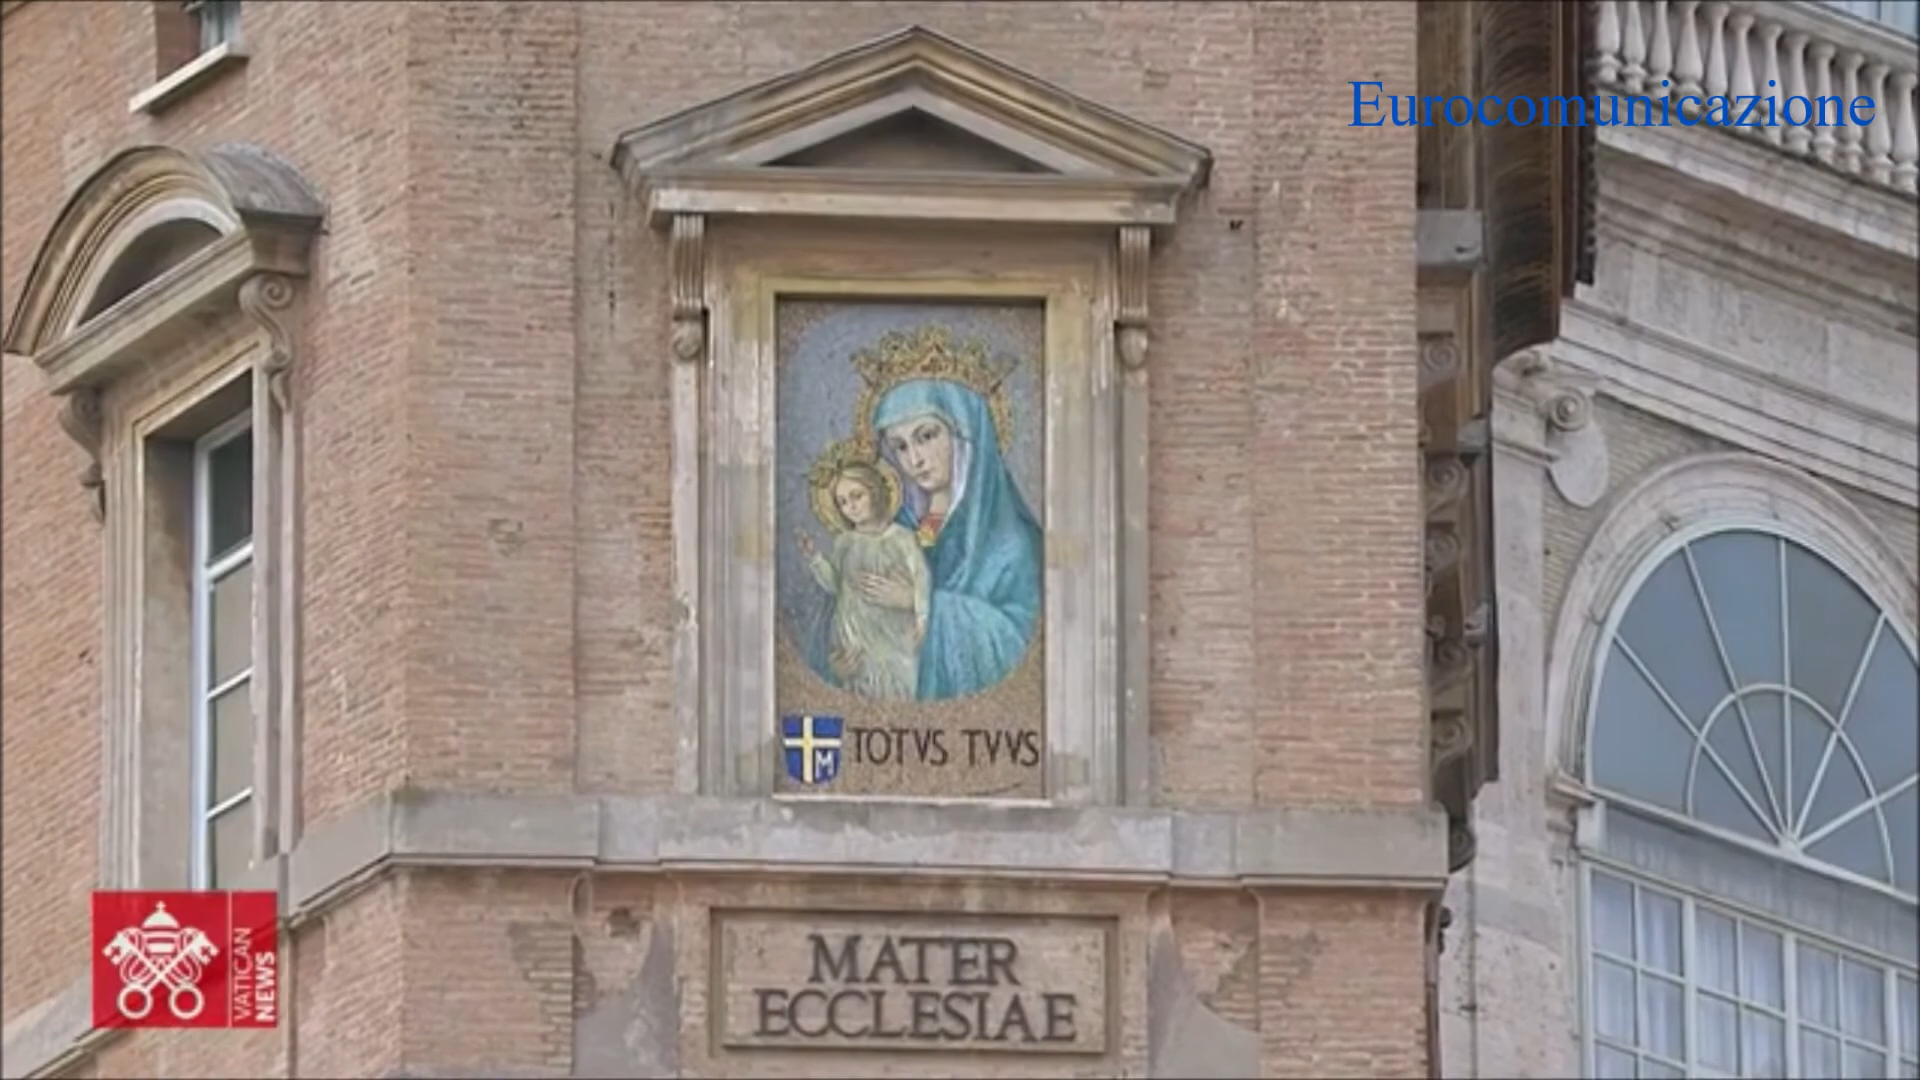 Eurocomunicazione
TOTVS TVVS
M
MATER
ECCLESIAE
VATICAN
NEWS